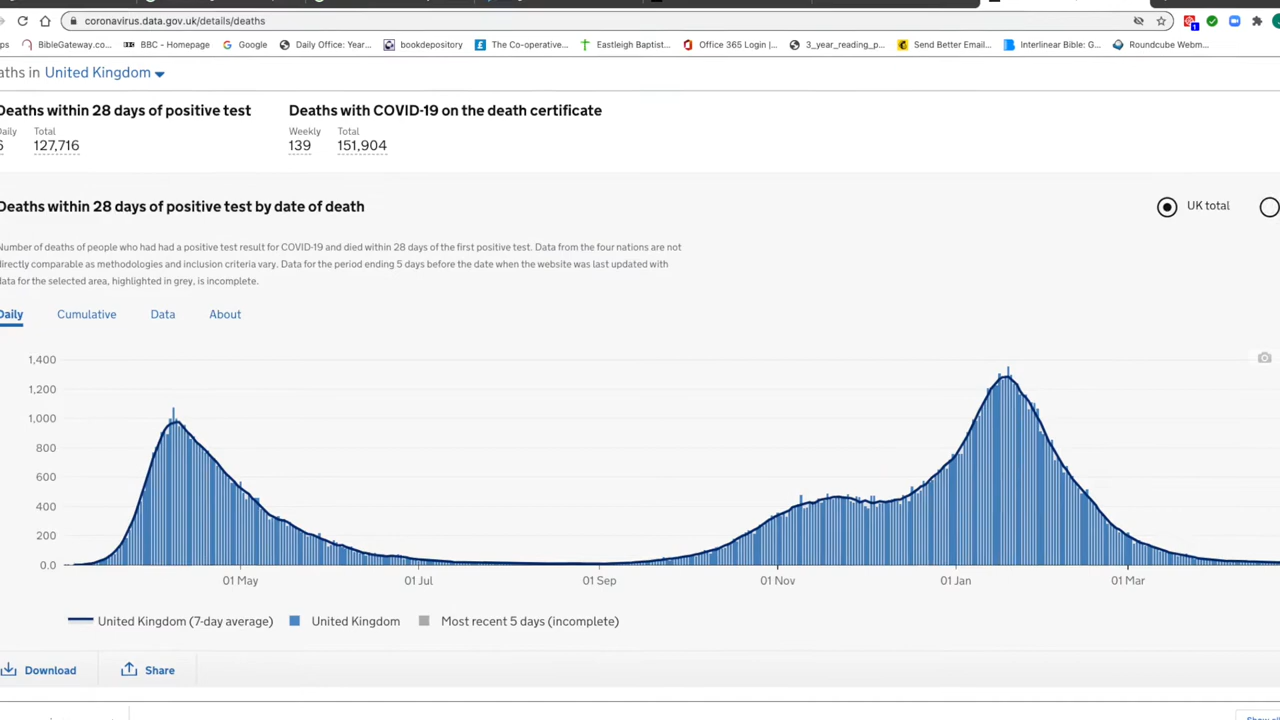 coronavirus.data.gov.uk/details/deaths
ps BibleGateway.co... BBC - Homepage Google Daily Office: Year... bookdepository The Co-operative... Eastleigh Baptist... Office 365 Login |... 3_year_reading_p... Send Better Email... Interlinear Bible: G... Roundcube Webm...
aths in United Kingdom
Deaths within 28 days of positive test Deaths with COVID-19 on the death certificate
Daily Total Weekly Total
6 127,716 139 151,904
Deaths within 28 days of positive test by date of death UK total
Number of deaths of people who had had a positive test result for COVID-19 and died within 28 days of the first positive test. Data from the four nations are not
directly comparable as methodologies and inclusion criteria vary. Data for the period ending 5 days before the date when the website was last updated with
data for the selected area, highlighted in grey, is incomplete.
Daily Cumulative Data About
1,400
1,200
1,000
800
600
400
200
0.0
01 May 01 Jul 01 Sep 01 Nov 01 Jan 01 Mar
United Kingdom (7-day average) United Kingdom Most recent 5 days (incomplete)
Download Share